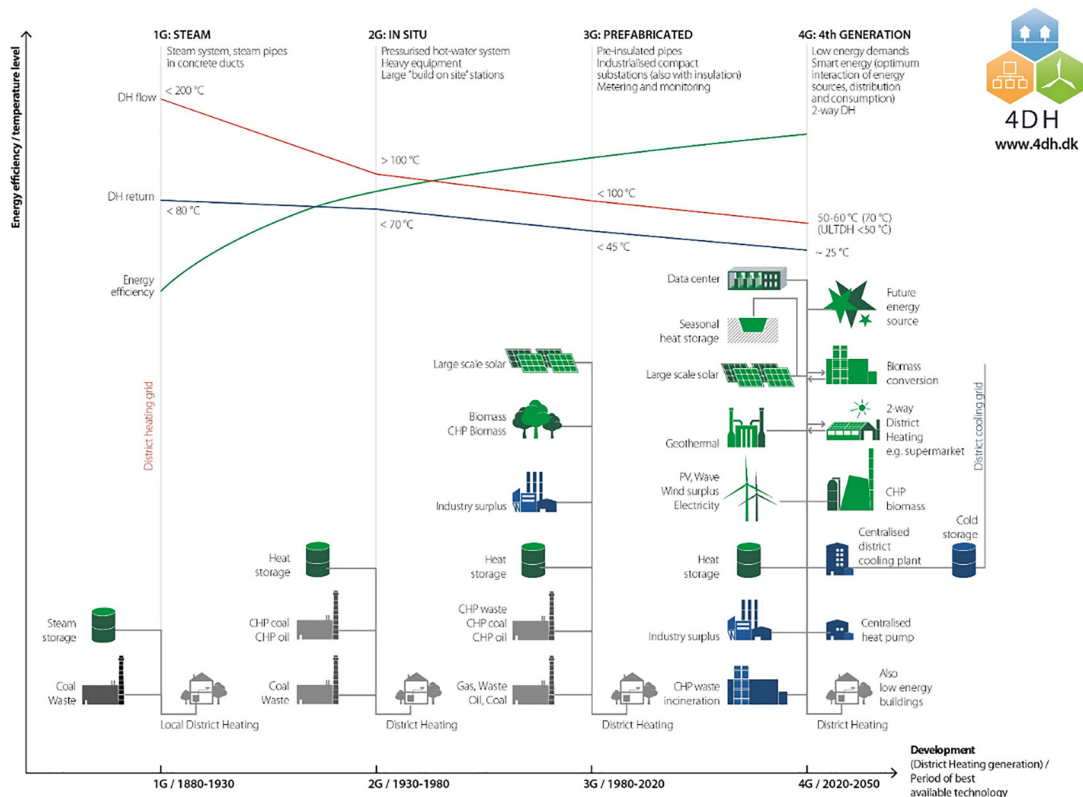 1G: STEAM
Steam system, steam pipes
in concrete ducts
2G: IN SITU
Pressurised hot-water system
Heavy equipment
Large "build on site" stations
3G: PREFABRICATED
Pre-insulated pipes
Industrialised compact
substations (also with insulation)
Metering and monitoring
4G: 4th GENERATION
Low energy demands
Smart energy (optimum
interaction of energy
sources, distribution
and consumption)
2-way DH
4DH
www.4dh.dk
Energy efficiency / temperature level
DH flow
< 200 °C
> 100 °C
< 100 °C
50-60 °C (70 °C)
(ULTDH <50 °C)
DH return
< 80 °C
< 70 °C
< 45 °C
~ 25 °C
Energy
efficiency
District heating grid
Data center
Future
energy
source
Seasonal
heat storage
Large scale solar
Large scale solar
Biomass
conversion
District cooling grid
Biomass
CHP Biomass
Geothermal
2-way
District
Heating
e.g. supermarket
Industry surplus
PV, Wave
Wind surplus
Electricity
CHP
biomass
Cold
storage
Heat
storage
Heat
storage
Heat
storage
Centralised
district
cooling plant
Steam
storage
CHP coal
CHP oil
CHP waste
CHP coal
CHP oil
Industry surplus
Centralised
heat pump
Coal
Waste
Coal
Waste
Gas, Waste
Oil, Coal
CHP waste
incineration
Also
low energy
buildings
Local District Heating
District Heating
District Heating
District Heating
1G / 1880-1930
2G / 1930-1980
3G / 1980-2020
4G / 2020-2050
Development
(District Heating generation) /
Period of best
available technology